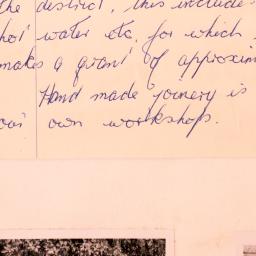 the district, this include
hot water etc, for which
makes a grant of approxim
Hand made joinery is
our own workshops.